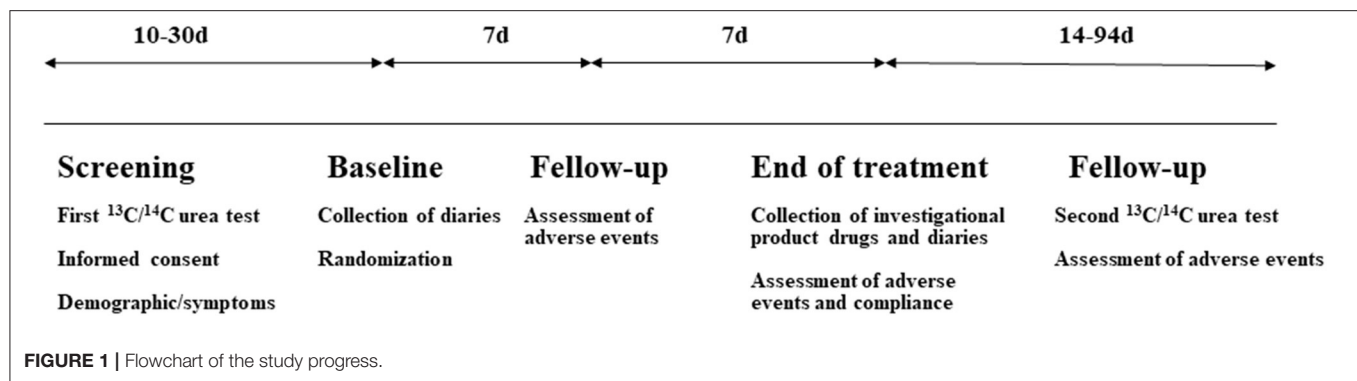 10-30d 7d 7d 14-94d
Screening Baseline Fellow-up End of treatment Fellow-up
First ¹³C/¹⁴C urea test Collection of diaries Assessment of Collection of investigational Second ¹³C/¹⁴C urea test
adverse events product drugs and diaries
Informed consent Randomization Assessment of adverse events
Assessment of adverse
Demographic/symptoms events and compliance
FIGURE 1 | Flowchart of the study progress.